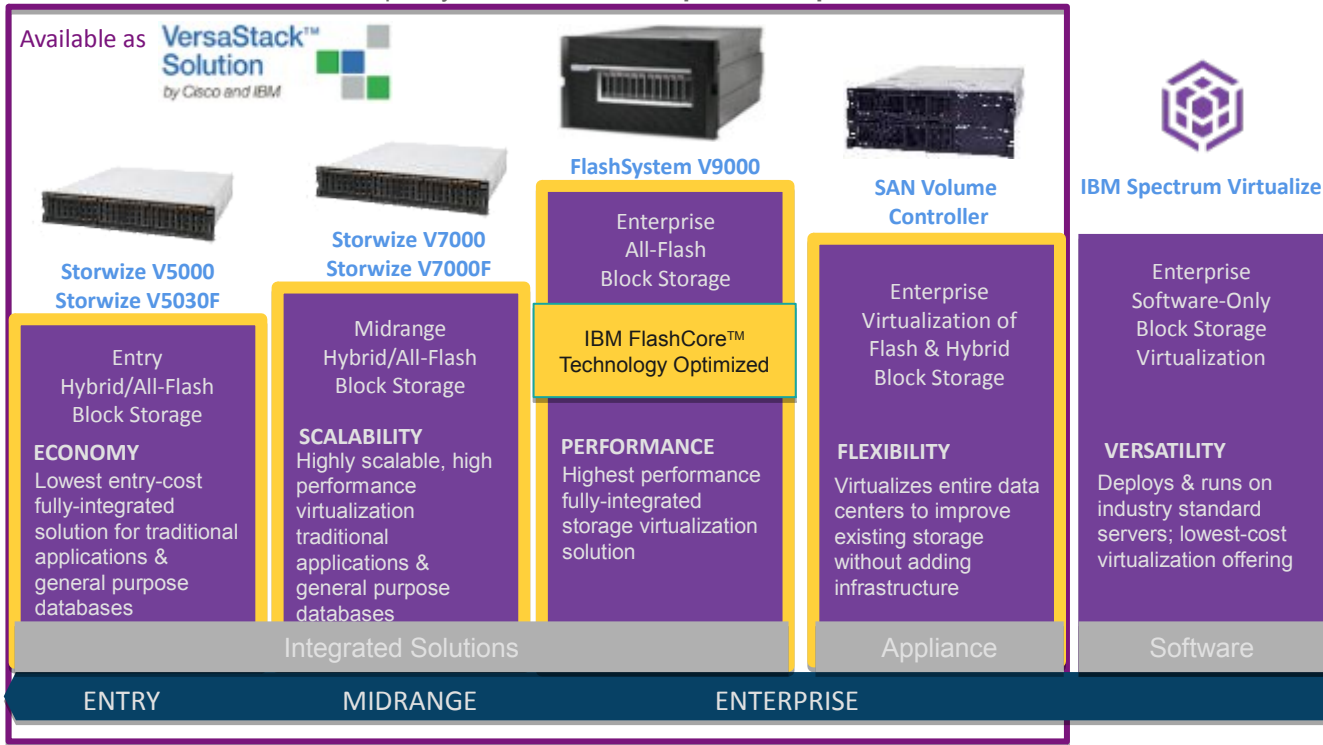 Available as
VersaStack™
Solution
by Cisco and IBM
Storwize V5000
Storwize V5030F
Entry
Hybrid/All-Flash
Block Storage
ECONOMY
Lowest entry-cost
fully-integrated
solution for traditional
applications &
general purpose
databases
Storwize V7000
Storwize V7000F
Midrange
Hybrid/All-Flash
Block Storage
SCALABILITY
Highly scalable, high
performance
virtualization
traditional
applications &
general purpose
databases
FlashSystem V9000
Enterprise
All-Flash
Block Storage
IBM FlashCore™
Technology Optimized
PERFORMANCE
Highest performance
fully-integrated
storage virtualization
solution
SAN Volume
Controller
Enterprise
Virtualization of
Flash & Hybrid
Block Storage
FLEXIBILITY
Virtualizes entire data
centers to improve
existing storage
without adding
infrastructure
IBM Spectrum Virtualize
Enterprise
Software-Only
Block Storage
Virtualization
VERSATILITY
Deploys & runs on
industry standard
servers; lowest-cost
virtualization offering
Integrated Solutions
Appliance
Software
ENTRY
MIDRANGE
ENTERPRISE